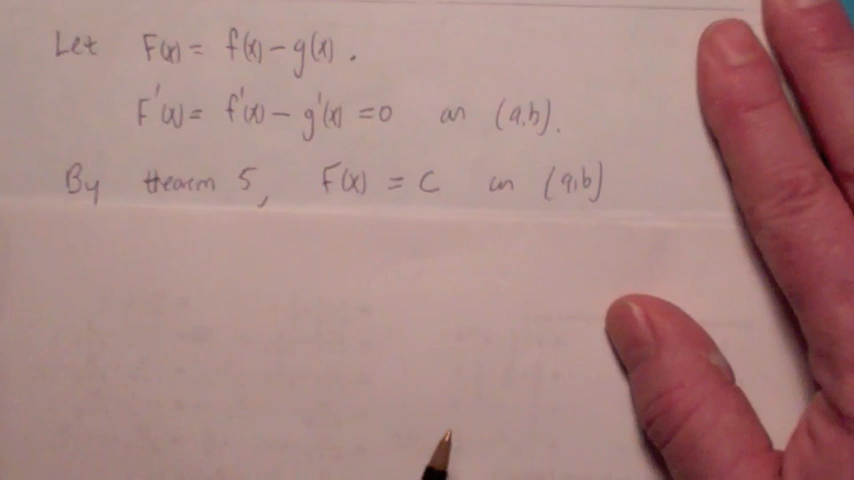 Let F(x) = f(x) - g(x).
F'(x) = f'(x) - g'(x) = 0 on (a,b).
By theorem 5, F(x) = C on (a,b)